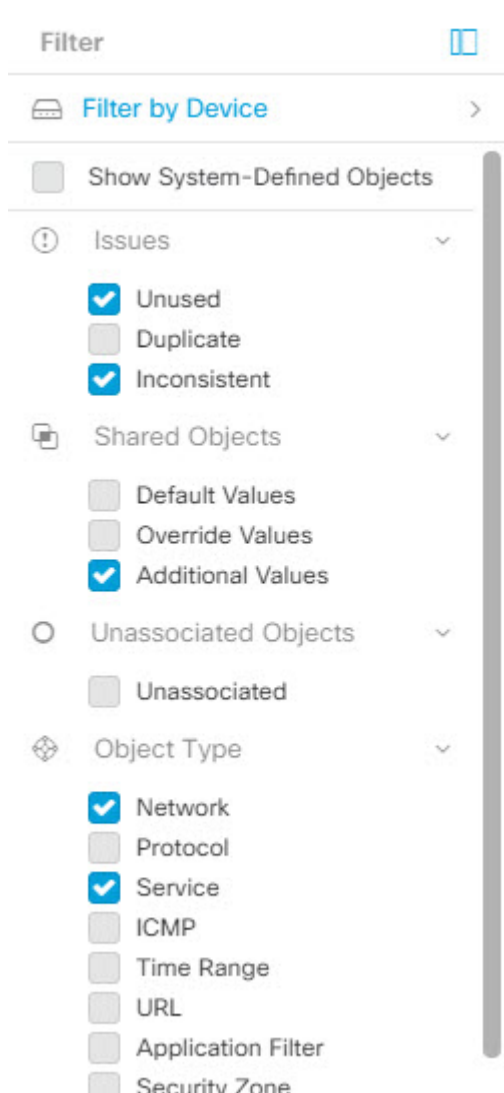 Filter
Filter by Device
Show System-Defined Objects
Issues
Unused
Duplicate
Inconsistent
Shared Objects
Default Values
Override Values
Additional Values
Unassociated Objects
Unassociated
Object Type
Network
Protocol
Service
ICMP
Time Range
URL
Application Filter
Security Zone